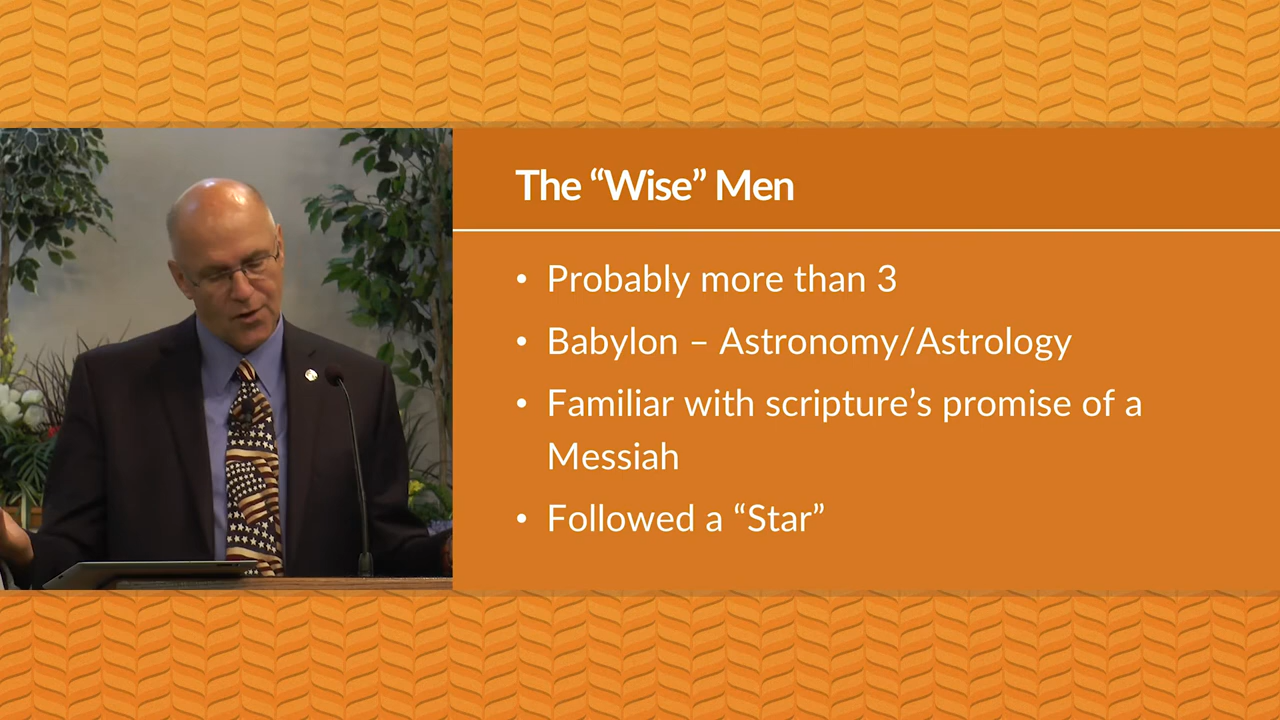 The “Wise” Men
• Probably more than 3
• Babylon – Astronomy/Astrology
• Familiar with scripture’s promise of a
Messiah
• Followed a “Star”